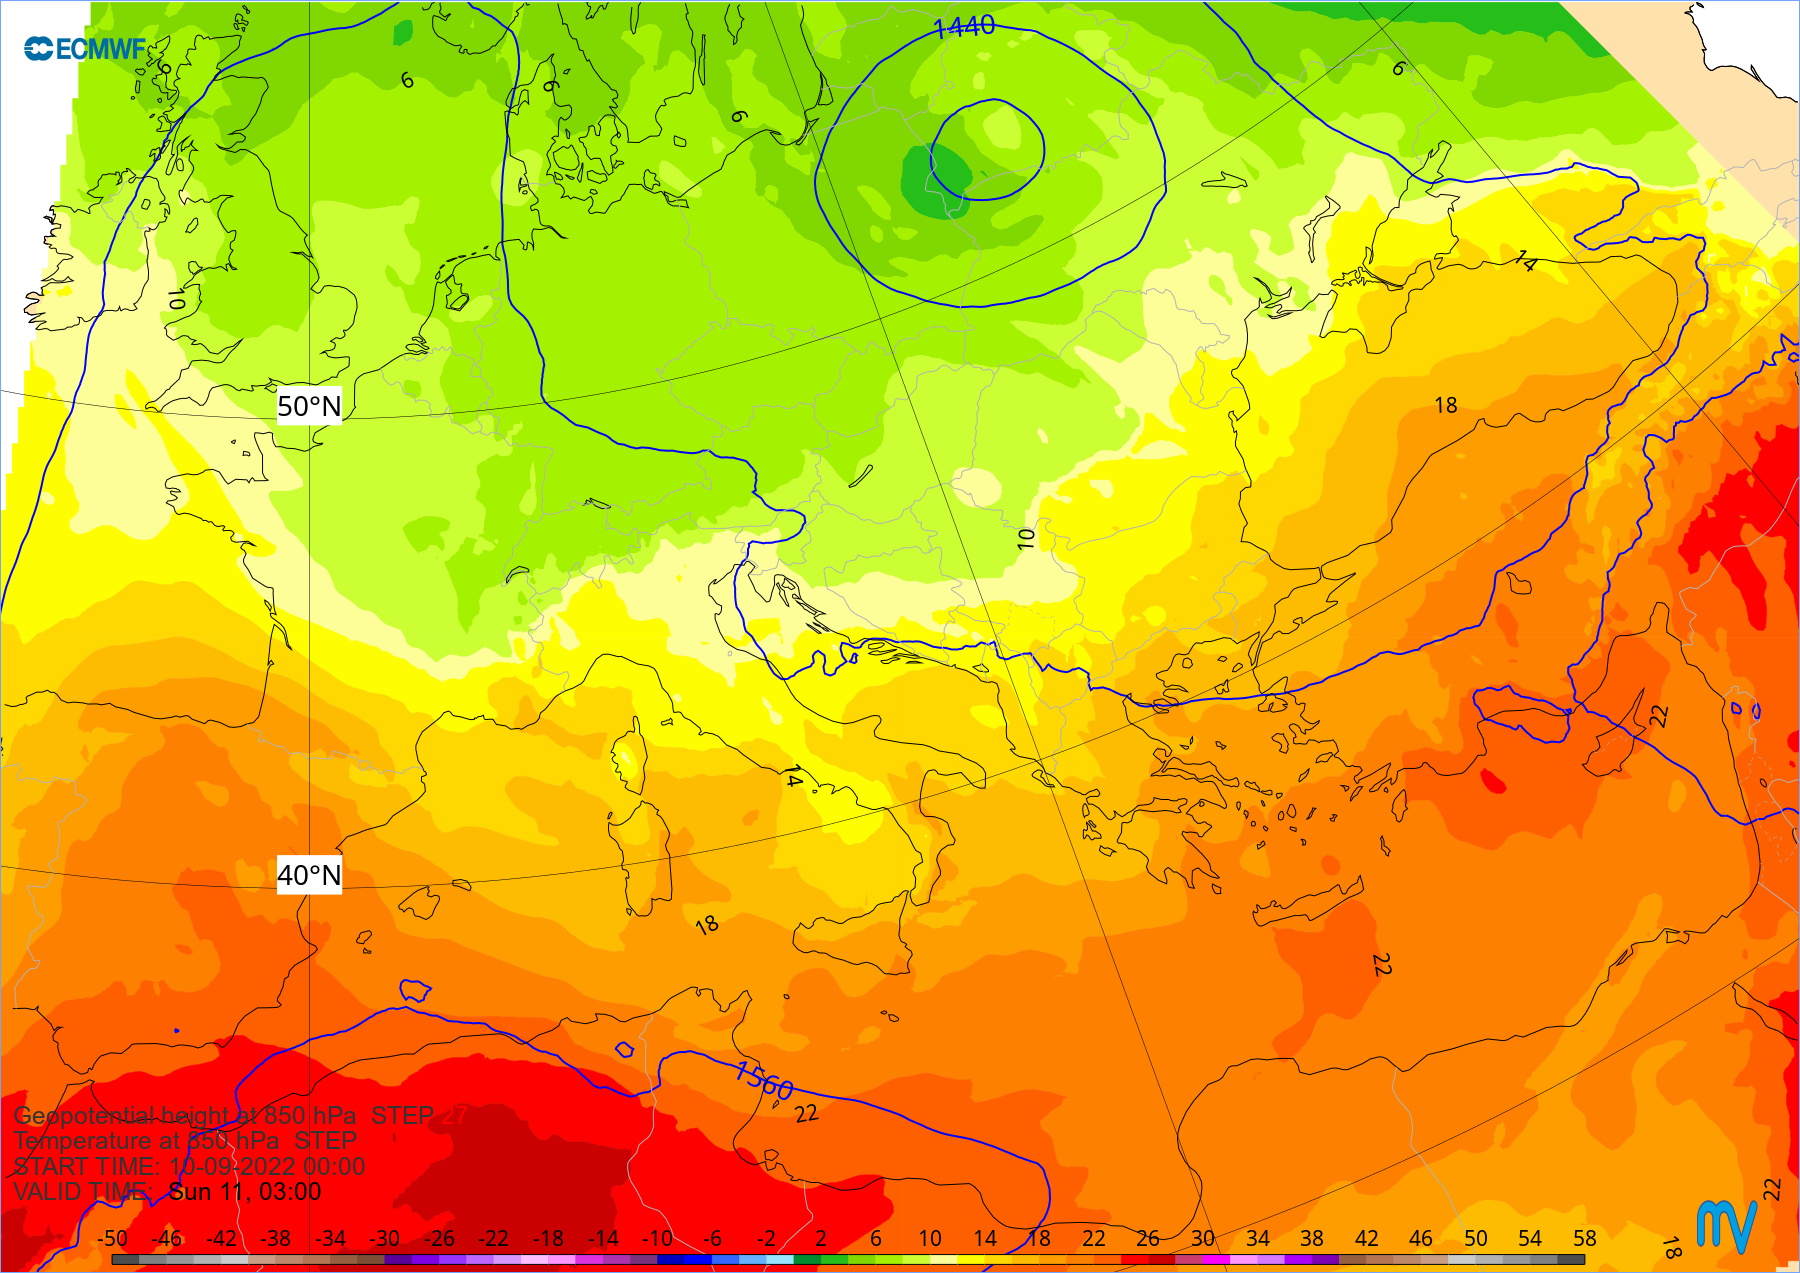 ECMWF
1440
6
6
6
6
6
10
14
50°N
18
10
22
14
40°N
18
22
1560
22
Geopotential height at 850 hPa STEP 27
Temperature at 850 hPa STEP
START TIME: 10-09-2022 00:00
VALID TIME: Sun 11, 03:00
22
18
-50 -46 -42 -38 -34 -30 -26 -22 -18 -14 -10 -6 -2 2 6 10 14 18 22 26 30 34 38 42 46 50 54 58